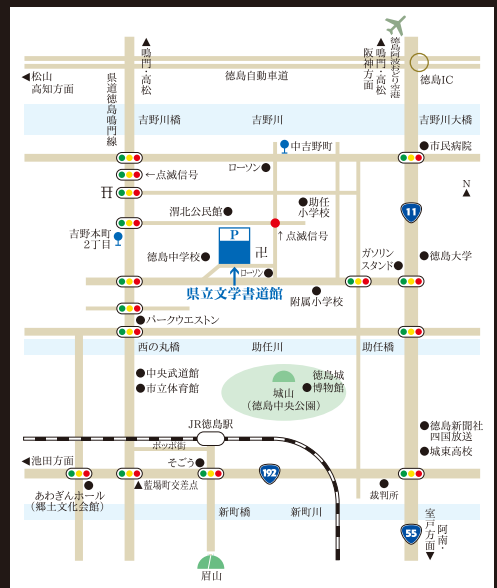 ▲鳴門・高松
▲鳴門・高松
阪神方面
徳島阿波おどり空港
◀松山
高知方面
県道徳島鳴門線
徳島自動車道
徳島IC
吉野川橋
吉野川
吉野川大橋
中吉野町
市民病院
ローソン
←点滅信号
N
助任
小学校
渭北公民館
11
吉野本町
2丁目
↑点滅信号
P
卍
徳島中学校
ガソリン
スタンド
徳島大学
ローソン
県立文学書道館
附属小学校
パークウエストン
西の丸橋
助任川
助任橋
中央武道館
市立体育館
城山
(徳島中央公園)
徳島城
博物館
JR徳島駅
ポッポ街
徳島新聞社
四国放送
城東高校
◀池田方面
そごう
192
あわぎんホール
(郷土文化会館)
▲藍場町交差点
裁判所
新町橋
新町川
55
阿南・
室戸方面▼
眉山